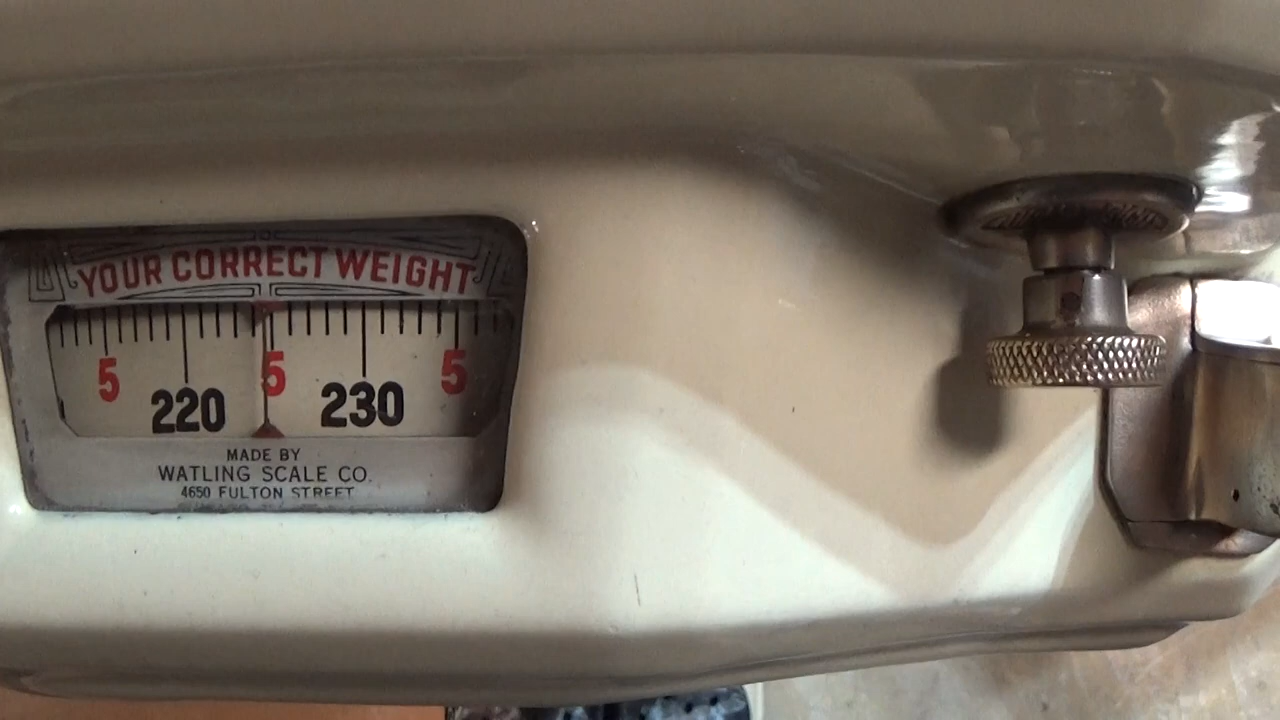 YOUR CORRECT WEIGHT
5 5 5
220 230
MADE BY
WATLING SCALE CO.
4650 FULTON STREET